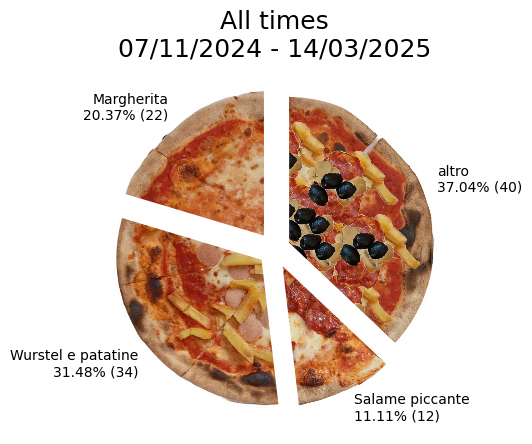 All times
07/11/2024 - 14/03/2025
Margherita
20.37% (22)
altro
37.04% (40)
Wurstel e patatine
31.48% (34)
Salame piccante
11.11% (12)